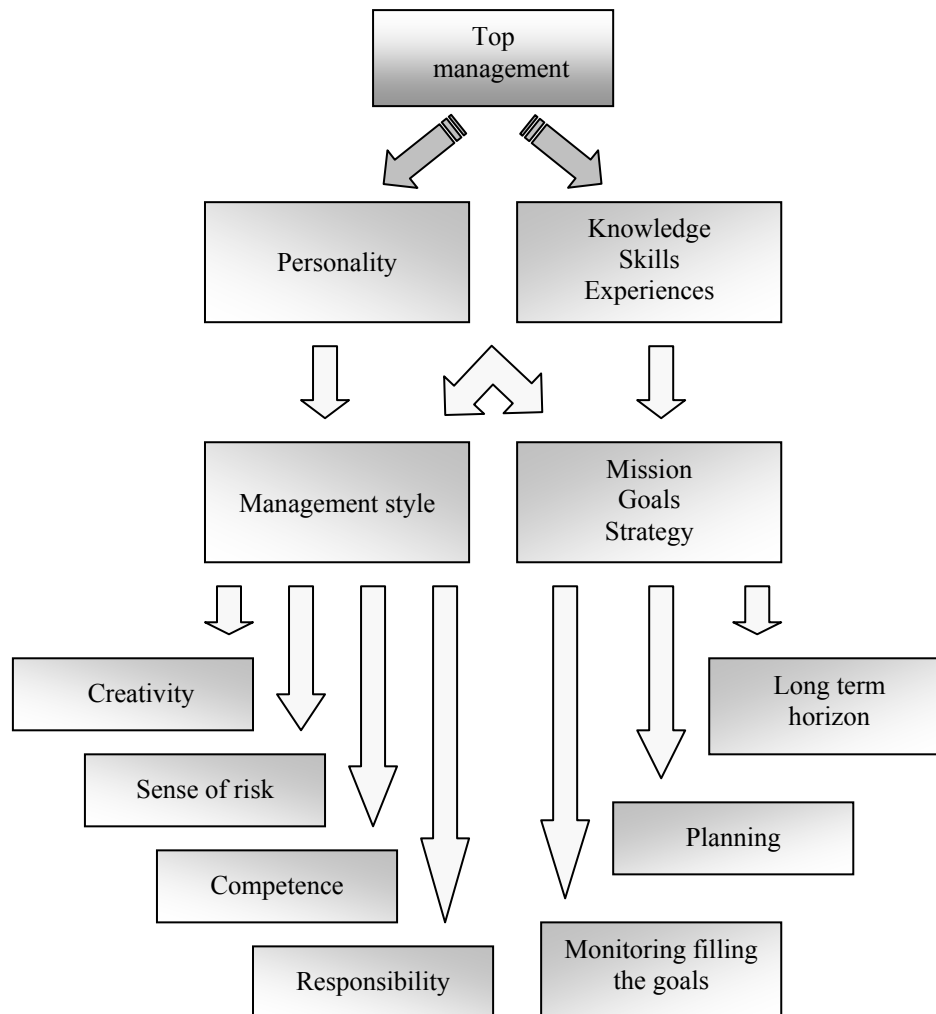 Top
management
Personality
Knowledge
Skills
Experiences
Management style
Mission
Goals
Strategy
Creativity
Long term
horizon
Sense of risk
Planning
Competence
Monitoring filling
the goals
Responsibility